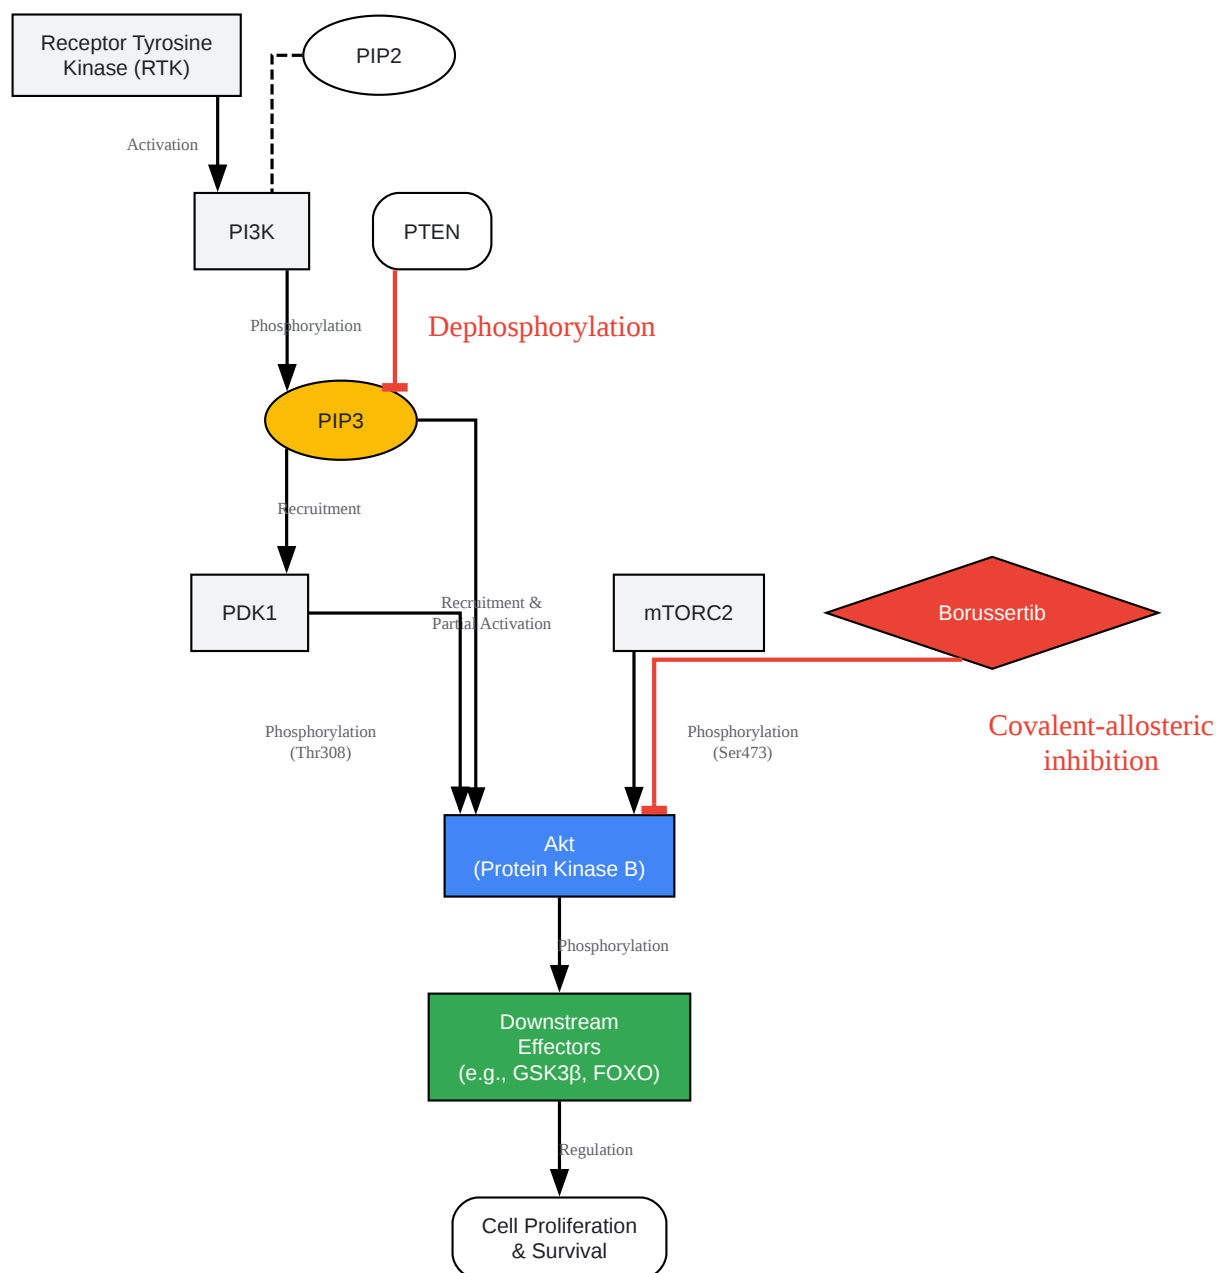 Receptor Tyrosine
Kinase (RTK)
PIP2
Activation
PI3K
PTEN
Phosphorylation
Dephosphorylation
PIP3
Recruitment
PDK1
Recruitment &
Partial Activation
mTORC2
Borussertib
Phosphorylation
(Thr308)
Phosphorylation
(Ser473)
Covalent-allosteric
inhibition
Akt
(Protein Kinase B)
Phosphorylation
Downstream
Effectors
(e.g., GSK3β, FOXO)
Regulation
Cell Proliferation
& Survival